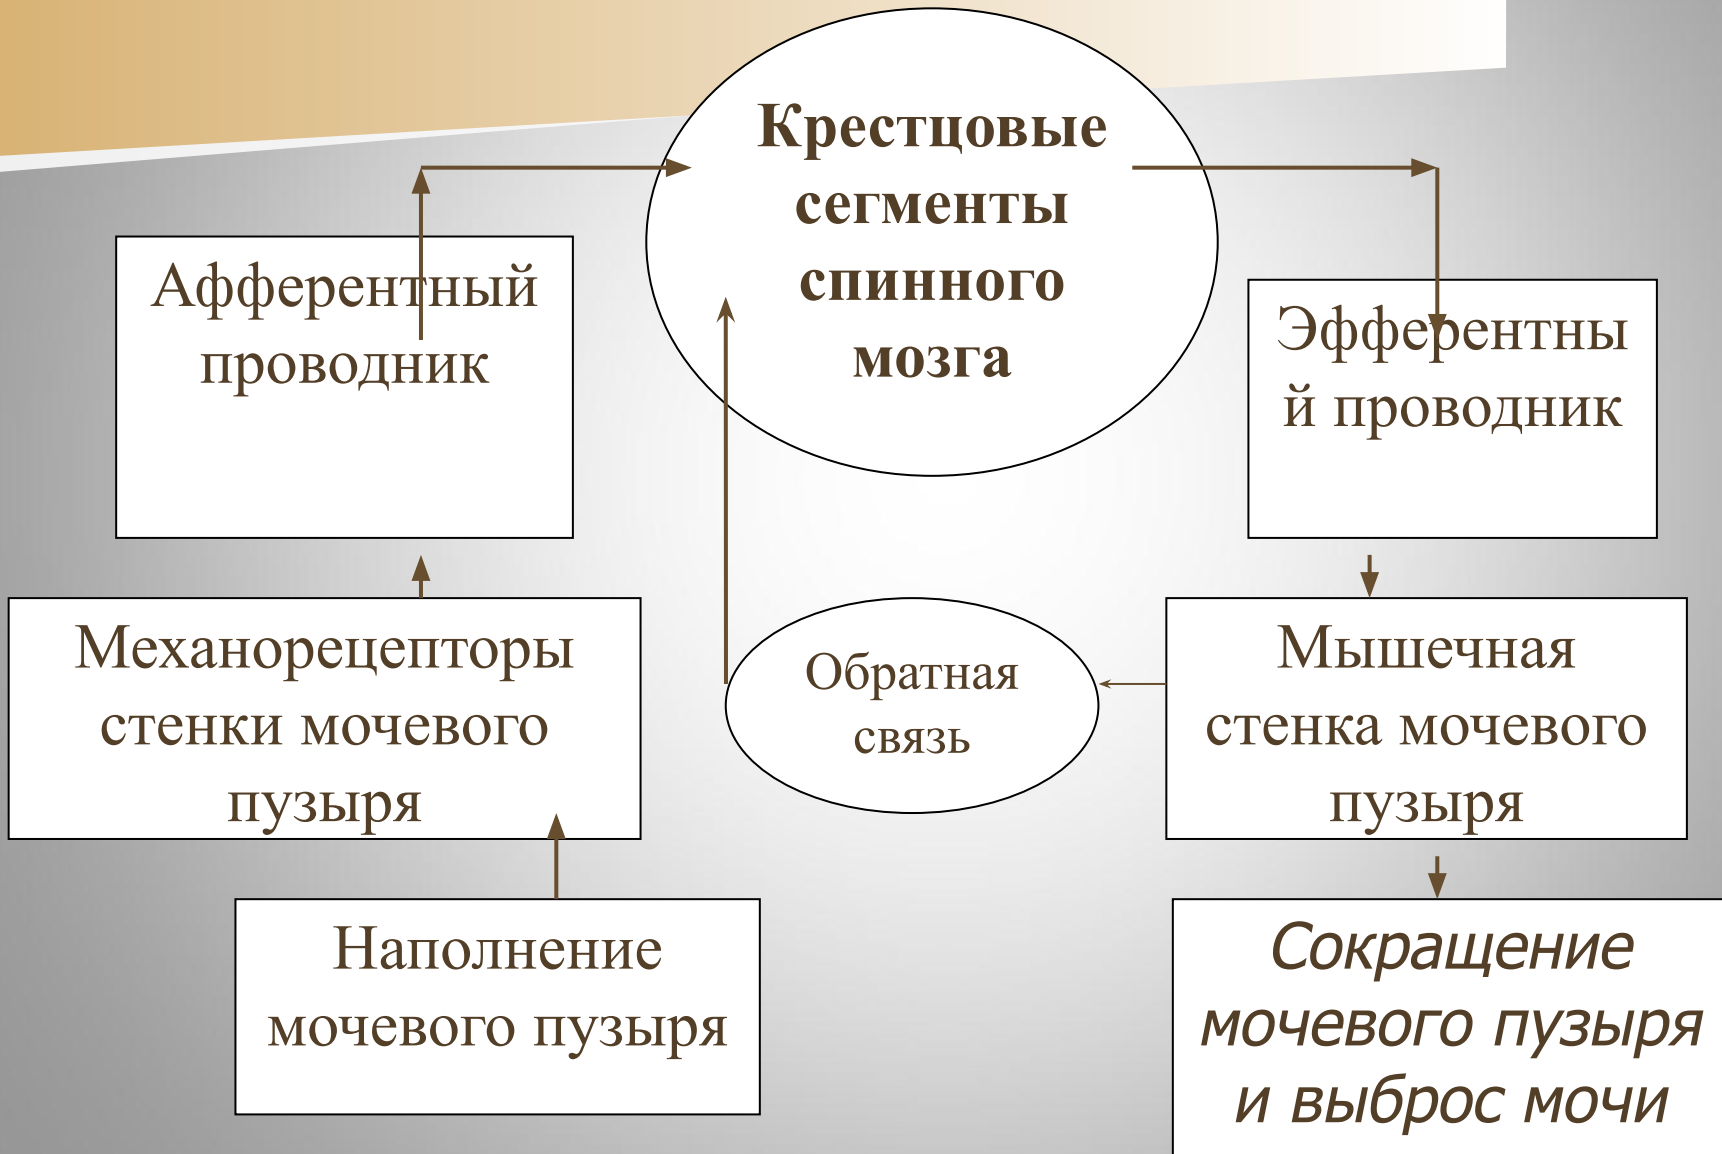 Крестцовые
сегменты
спинного
мозга
Афферентный
проводник
Эфферентны
й проводник
Механорецепторы
стенки мочевого
пузыря
Обратная
связь
Мышечная
стенка мочевого
пузыря
Наполнение
мочевого пузыря
Сокращение
мочевого пузыря
и выброс мочи